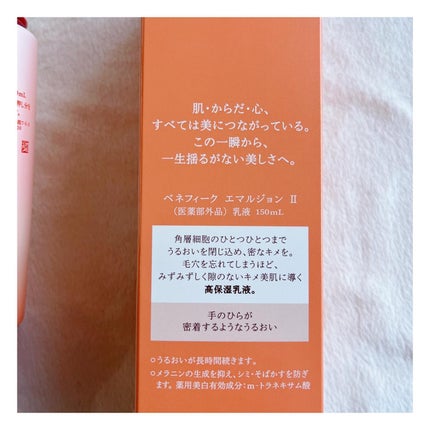 肌・からだ・心、
すべては美につながっている。
この一瞬から、
一生揺るがない美しさへ。
ベネフィーク エマルジョン Ⅱ
(医薬部外品) 乳液 150mL
角層細胞のひとつひとつまで
うるおいを閉じ込め、密なキメを。
毛穴を忘れてしまうほど、
みずみずしく隙のないキメ美肌に導く
高保湿乳液。
手のひらが
密着するようなうるおい
○うるおいが長時間続きます。
○メラニンの生成を抑え、シミ・そばかすを防ぎ
ます。薬用美白有効成分:m-トラネキサム酸